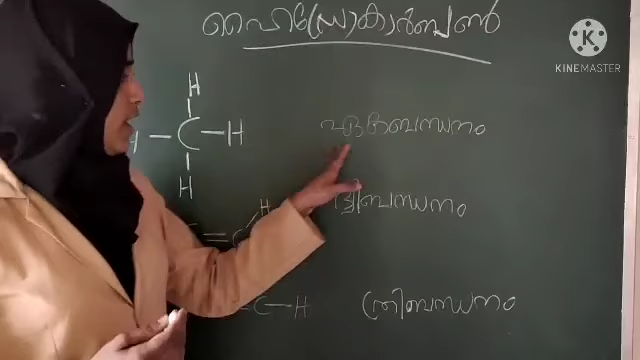 ഹൈഡ്രോകാർബൺ
K
KINEMASTER
H
H — C — H
H
ഏകബന്ധനം
H
= C
ദ്വിബന്ധനം
— C — H
ത്രിബന്ധനം